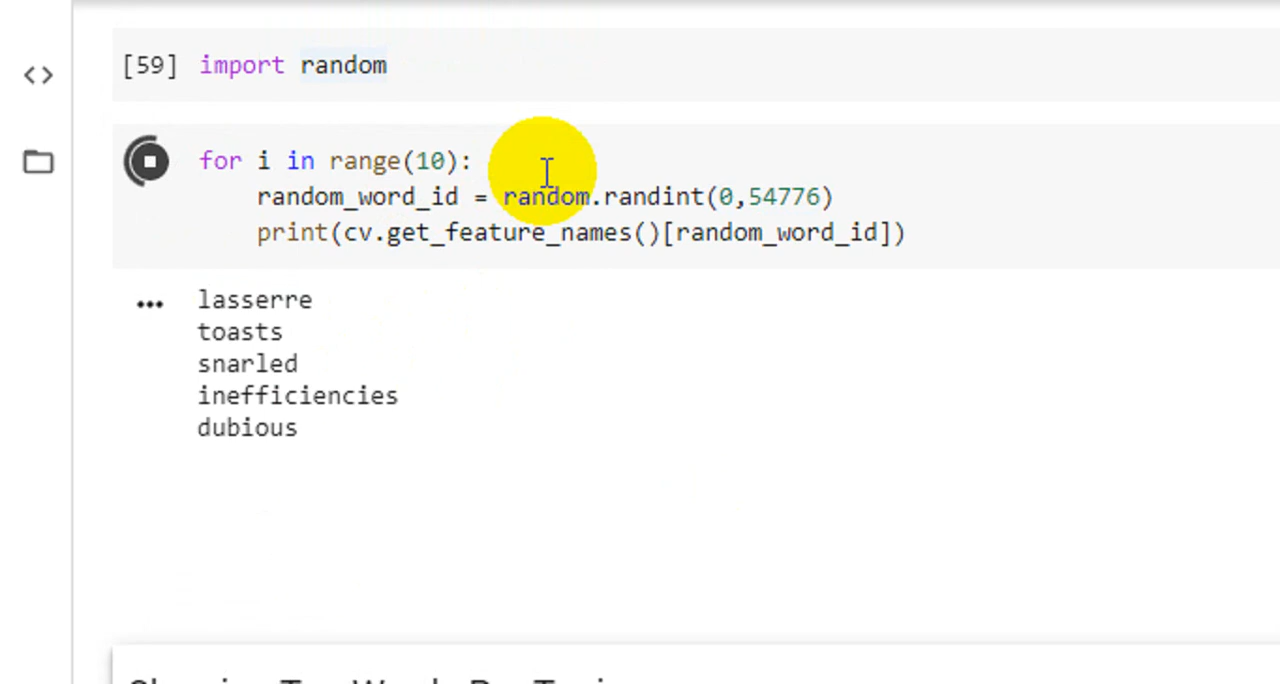 [59] import random
for i in range(10):
random_word_id = random.randint(0,54776)
print(cv.get_feature_names()[random_word_id])
lasserre
toasts
snarled
inefficiencies
dubious